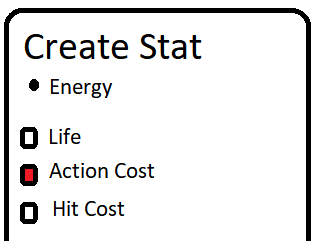 Create Stat
Energy
Life
Action Cost
Hit Cost